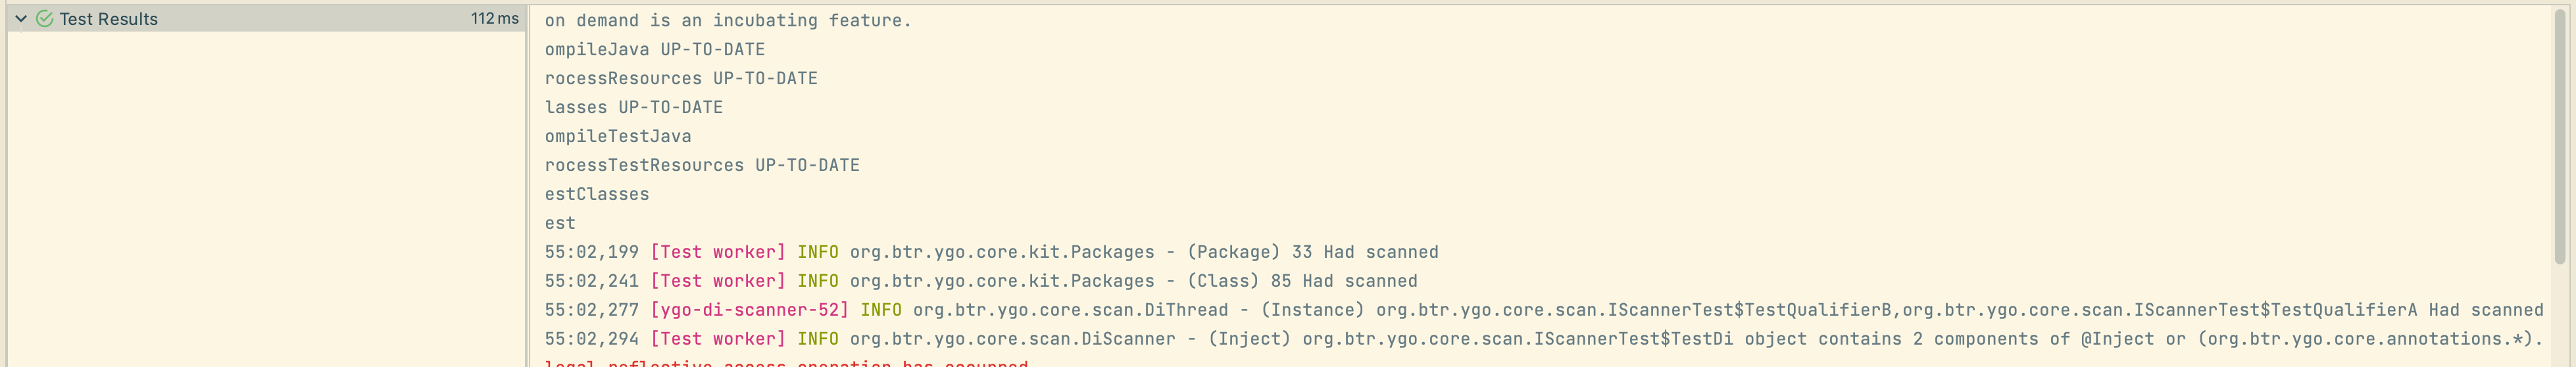 Test Results 112 ms
on demand is an incubating feature.
ompileJava UP-TO-DATE
rocessResources UP-TO-DATE
lasses UP-TO-DATE
ompileTestJava
rocessTestResources UP-TO-DATE
estClasses
est
55:02,199 [Test worker] INFO org.btr.ygo.core.kit.Packages - (Package) 33 Had scanned
55:02,241 [Test worker] INFO org.btr.ygo.core.kit.Packages - (Class) 85 Had scanned
55:02,277 [ygo-di-scanner-52] INFO org.btr.ygo.core.scan.DiThread - (Instance) org.btr.ygo.core.scan.IScannerTest$TestQualifierB,org.btr.ygo.core.scan.IScannerTest$TestQualifierA Had scanned
55:02,294 [Test worker] INFO org.btr.ygo.core.scan.DiScanner - (Inject) org.btr.ygo.core.scan.IScannerTest$TestDi object contains 2 components of @Inject or (org.btr.ygo.core.annotations.*).
legal reflective access operation has occurred